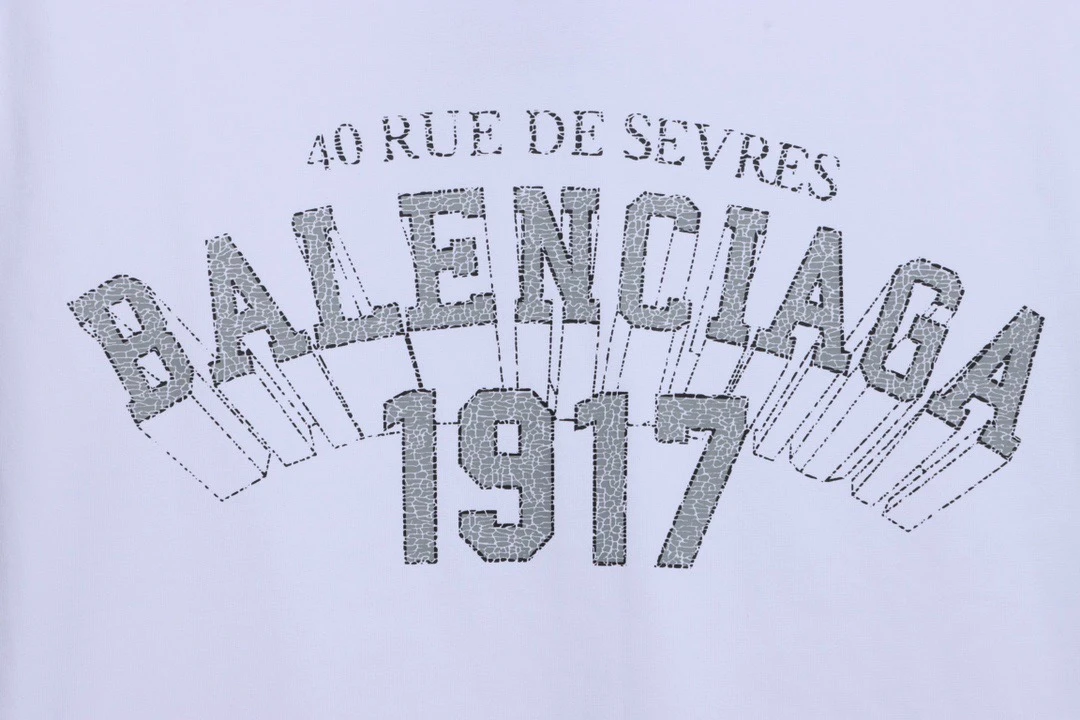 40 RUE DE SEVRES
BALENCIAGA
1917